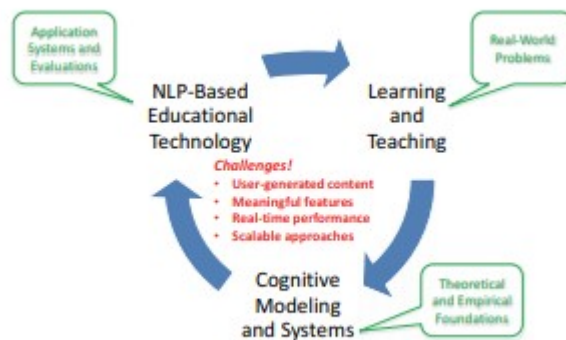 Application
Systems and
Evaluations
Real-World
Problems
NLP-Based
Educational
Technology
Learning
and
Teaching
Challenges!
• User-generated content
• Meaningful features
• Real-time performance
• Scalable approaches
Cognitive
Modeling
and Systems
Theoretical
and Empirical
Foundations